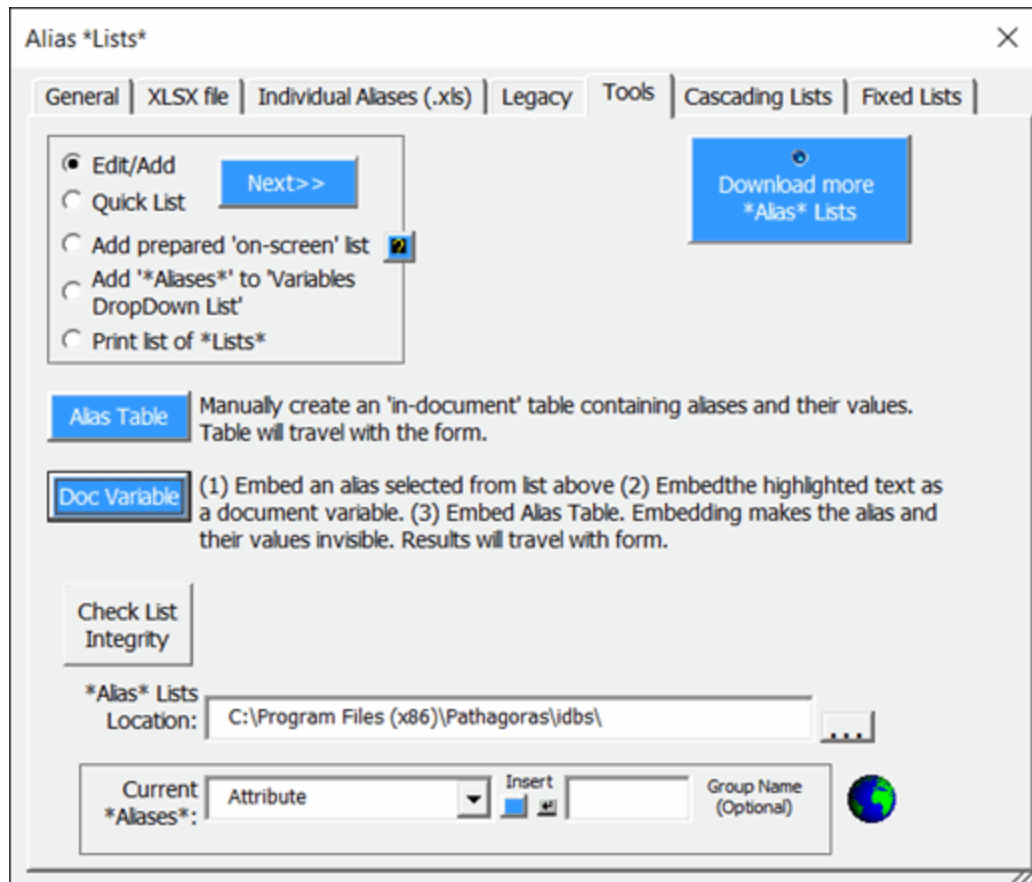 Alias *Lists*
General
XLSX file
Individual Aliases (.xls)
Legacy
Tools
Cascading Lists
Fixed Lists
Edit/Add
Next>>
Quick List
Add prepared 'on-screen' list
?
Add '*Aliases*' to 'Variables
DropDown List'
Print list of *Lists*
Download more
*Alias* Lists
Alias Table
Manually create an 'in-document' table containing aliases and their values.
Table will travel with the form.
Doc Variable
(1) Embed an alias selected from list above (2) Embedthe highlighted text as
a document variable. (3) Embed Alias Table. Embedding makes the alias and
their values invisible. Results will travel with form.
Check List
Integrity
*Alias* Lists
Location:
C:\Program Files (x86)\Pathagoras\idbs\
...
Current
*Aliases*:
Attribute
Insert
Group Name
(Optional)